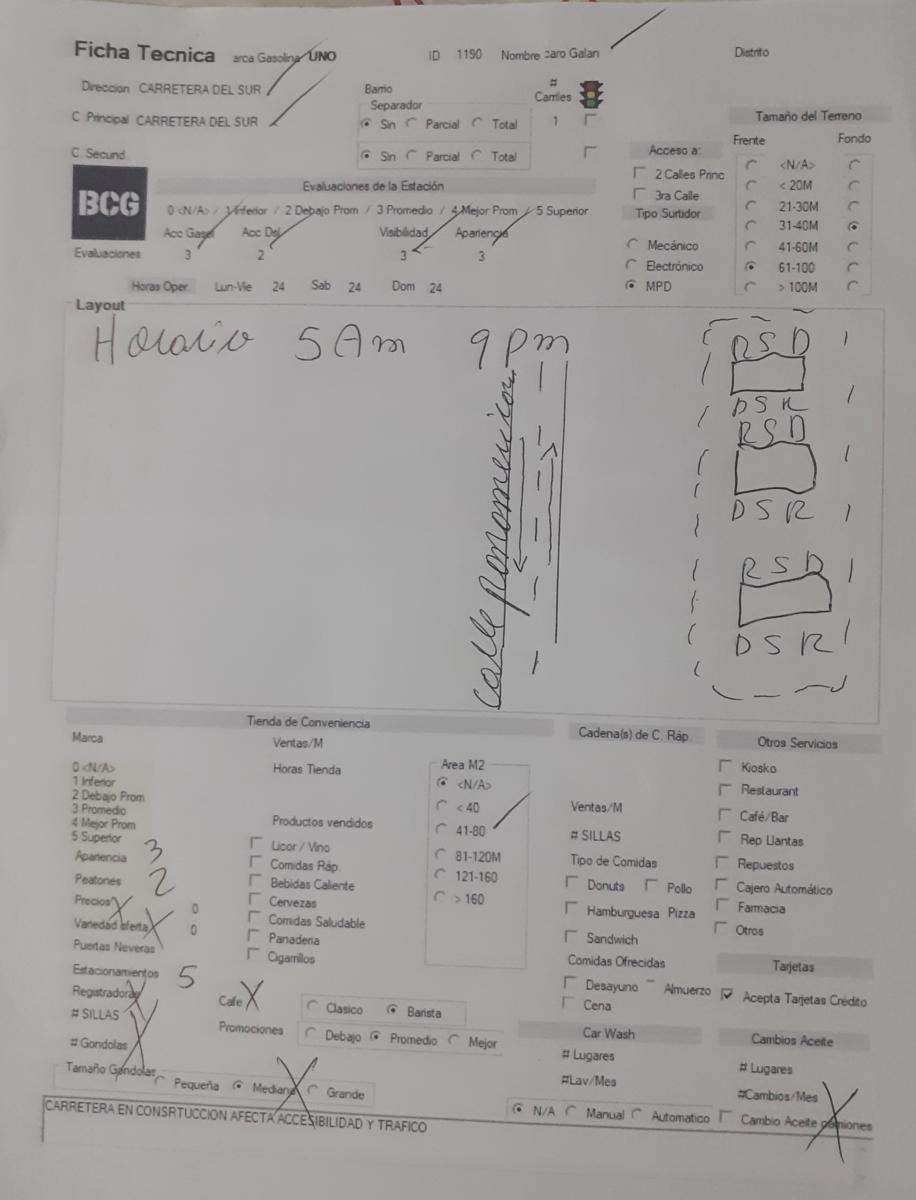 Ficha Tecnica arca Gasolina UNO ID 1190 Nombre caro Galan Distrito
Direccion CARRETERA DEL SUR
Barrio
# Carriles
C Principal CARRETERA DEL SUR
Separador
Sin Parcial Total 1
C. Secund
Sin Parcial Total
Acceso a:
2 Calles Princ
3ra Calle
Tipo Surtidor
Mecánico
Electrónico
MPD
Tamaño del Terreno
Frente Fondo
<N/A>
< 20M
21-30M
31-40M
41-60M
61-100
> 100M
BCG
Evaluaciones de la Estación
0 <N/A> / 1 Inferior / 2 Debajo Prom / 3 Promedio / 4 Mejor Prom / 5 Superior
Acc Gasol Acc Del Visibilidad Apariencia
Evaluaciones 3 2 3 3
Horas Oper. Lun-Vie 24 Sab 24 Dom 24
Layout
Horario 5 Am 9 pm
RSD
DSR
RSD
DSR
RSD
DSR
Tienda de Conveniencia
Marca
0 <N/A>
1 Inferior
2 Debajo Prom
3 Promedio
4 Mejor Prom
5 Superior
Apariencia 3
Peatones 2
Precios 0
Variedad oferta 0
Puertas Neveras
Estacionamientos 5
Registradoras
# SILLAS
# Gondolas
Tamaño Gondolas
Pequeña Mediana Grande
Ventas/M
Horas Tienda
Productos vendidos
Licor / Vino
Comidas Ráp.
Bebidas Caliente
Cervezas
Comidas Saludable
Panaderia
Cigarrillos
Cafe Clasico Barista
Promociones Debajo Promedio Mejor
Area M2
<N/A>
< 40
41-80
81-120M
121-160
> 160
Cadena(s) de C. Ráp.
Ventas/M
# SILLAS
Tipo de Comidas
Donuts Pollo
Hamburguesa Pizza
Sandwich
Comidas Ofrecidas
Desayuno Almuerzo
Cena
Car Wash
# Lugares
#Lav/Mes
N/A Manual Automatico
Otros Servicios
Kiosko
Restaurant
Café/Bar
Rep Llantas
Repuestos
Cajero Automático
Farmacia
Otros
Tarjetas
Acepta Tarjetas Crédito
Cambios Aceite
# Lugares
#Cambios/Mes
Cambio Aceite camiones
CARRETERA EN CONSRTUCCION AFECTA ACCESIBILIDAD Y TRAFICO